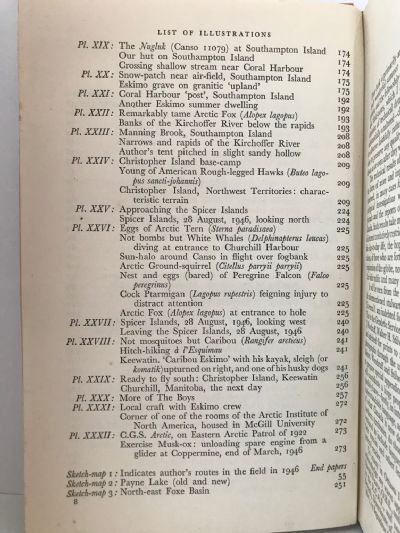 LIST OF ILLUSTRATIONS
Pl. XIX: The Nugluk (Canso 11079) at Southampton Island 174
Our hut on Southampton Island 174
Crossing shallow stream near Coral Harbour 174
Pl. XX: Snow-patch near air-field, Southampton Island 175
Eskimo grave on granitic 'upland' 175
Pl. XXI: Coral Harbour 'post', Southampton Island 192
Another Eskimo summer dwelling 192
Pl. XXII: Remarkably tame Arctic Fox (Alopex lagopus) 193
Banks of the Kirchoffer River below the rapids 193
Pl. XXIII: Manning Brook, Southampton Island 208
Narrows and rapids of the Kirchoffer River 208
Author's tent pitched in slight sandy hollow 208
Pl. XXIV: Christopher Island base-camp 209
Young of American Rough-legged Hawks (Buteo lago-
pus sancti-johannis) 209
Christopher Island, Northwest Territories: charac-
teristic terrain 209
Pl. XXV: Approaching the Spicer Islands 224
Spicer Islands, 28 August, 1946, looking north 224
Pl. XXVI: Eggs of Arctic Tern (Sterna paradisaea) 225
Not bombs but White Whales (Delphinapterus leucas)
diving at entrance to Churchill Harbour 225
Sun-halo around Canso in flight over fogbank 225
Arctic Ground-squirrel (Citellus parryii parryii) 225
Nest and eggs (bared) of Peregrine Falcon (Falco
peregrinus) 225
Cock Ptarmigan (Lagopus rupestris) feigning injury to
distract attention 225
Arctic Fox (Alopex lagopus) at entrance to hole 225
Pl. XXVII: Spicer Islands, 28 August, 1946, looking west 240
Leaving the Spicer Islands, 28 August, 1946 240
Pl. XXVIII: Not mosquitoes but Caribou (Rangifer arcticus) 241
Hitch-hiking à l'Esquimau 241
Keewatin. 'Caribou Eskimo' with his kayak, sleigh (or
komatik) upturned on right, and one of his husky dogs 241
Pl. XXIX: Ready to fly south: Christopher Island, Keewatin 256
Churchill, Manitoba, the next day 256
Pl. XXX: More of The Boys 257
Pl. XXXI: Local craft with Eskimo crew 272
Corner of one of the rooms of the Arctic Institute of
North America, housed in McGill University 272
Pl. XXXII: C.G.S. Arctic, on Eastern Arctic Patrol of 1922 273
Exercise Musk-ox: unloading spare engine from a
glider at Coppermine, end of March, 1946 273
Sketch-map 1: Indicates author's routes in the field in 1946 End papers
Sketch-map 2: Payne Lake (old and new) 55
Sketch-map 3: North-east Foxe Basin 251
8